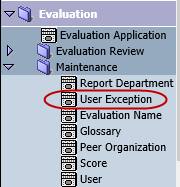 Evaluation
Evaluation Application
Evaluation Review
Maintenance
Report Department
User Exception
Evaluation Name
Glossary
Peer Organization
Score
User